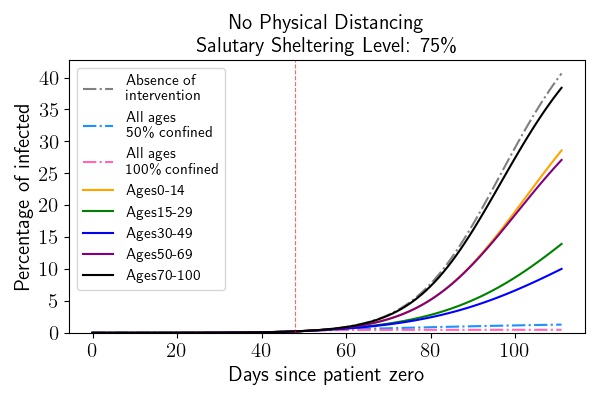 No Physical Distancing
Salutary Sheltering Level: 75%
Percentage of infected
40
35
30
25
20
15
10
5
0
Absence of
intervention
All ages
50% confined
All ages
100% confined
Ages0-14
Ages15-29
Ages30-49
Ages50-69
Ages70-100
0 20 40 60 80 100
Days since patient zero